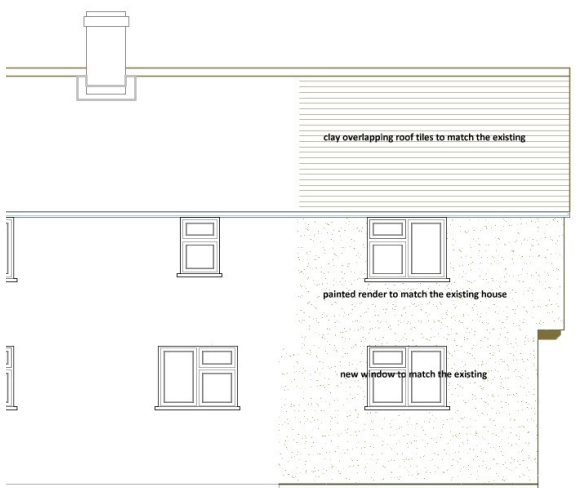 clay overlapping roof tiles to match the existing
painted render to match the existing house
new window to match the existing